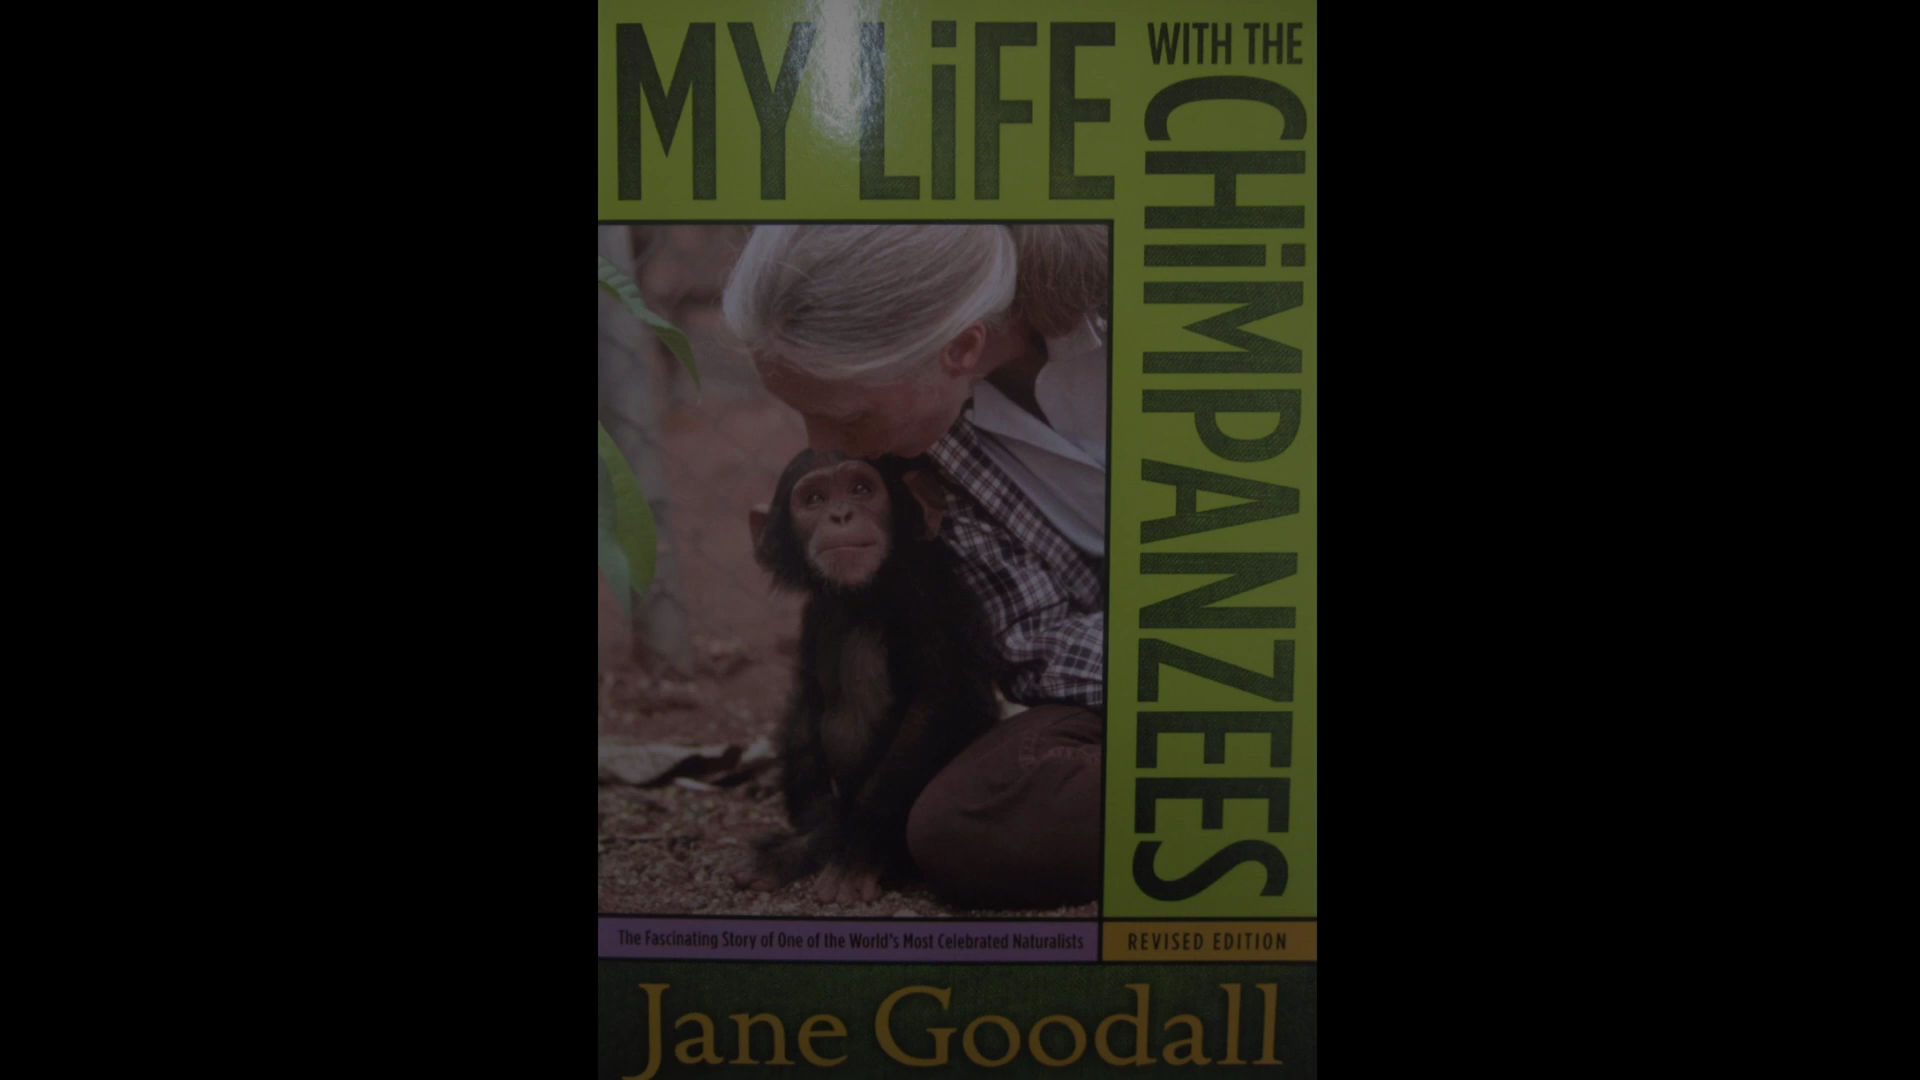 MY LiFE
WITH THE
CHiMPANZEES
The Fascinating Story of One of the World's Most Celebrated Naturalists
REVISED EDITION
Jane Goodall